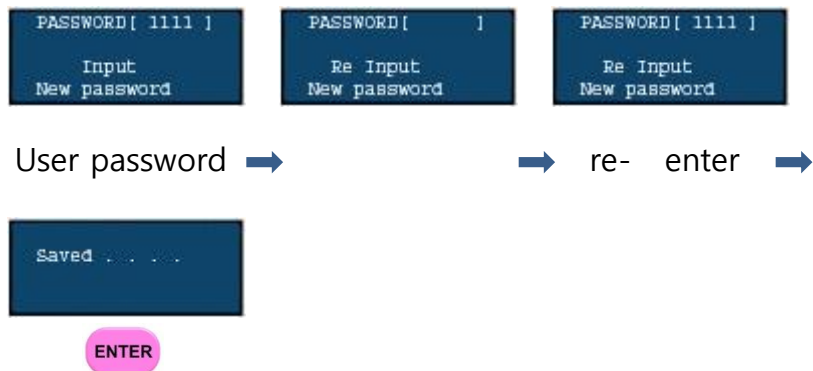 PASSWORD[ 1111 ]
Input
New password
PASSWORD[ ]
Re Input
New password
PASSWORD[ 1111 ]
Re Input
New password
User password
re- enter
Saved . . . .
ENTER